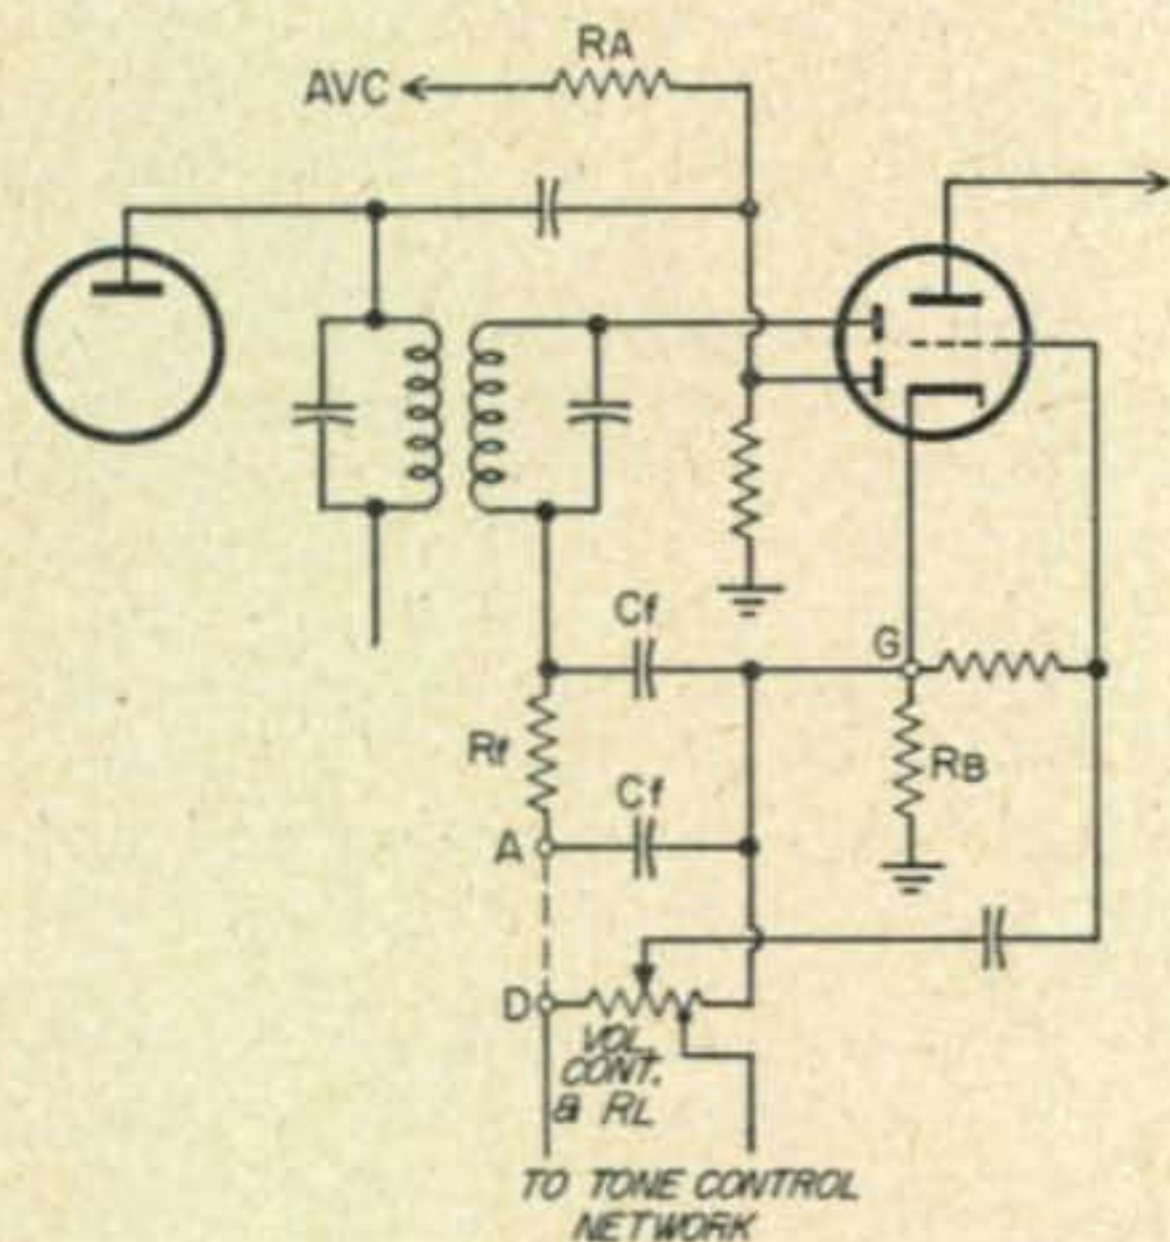 RA
AVC
Cf
G
Rf
RB
Cf
A
D
VOL.
CONT.
& RL
TO TONE CONTROL
NETWORK